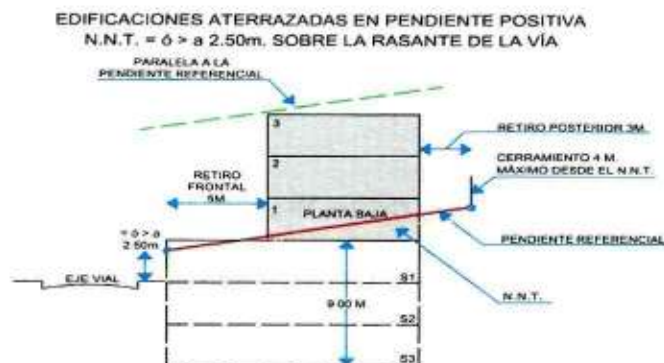 EDIFICACIONES ATERRAZADAS EN PENDIENTE POSITIVA
N.N.T. = ó > a 2.50m. SOBRE LA RASANTE DE LA VÍA
PARALELA A LA
PENDIENTE REFERENCIAL
3
RETIRO POSTERIOR 3M.
2
CERRAMIENTO 4 M.
MÁXIMO DESDE EL N.N.T.
RETIRO
FRONTAL
5M
1
PLANTA BAJA
= ó > a
2.50m
PENDIENTE REFERENCIAL
EJE VIAL
S1
N.N.T.
9.00 M
S2
S3